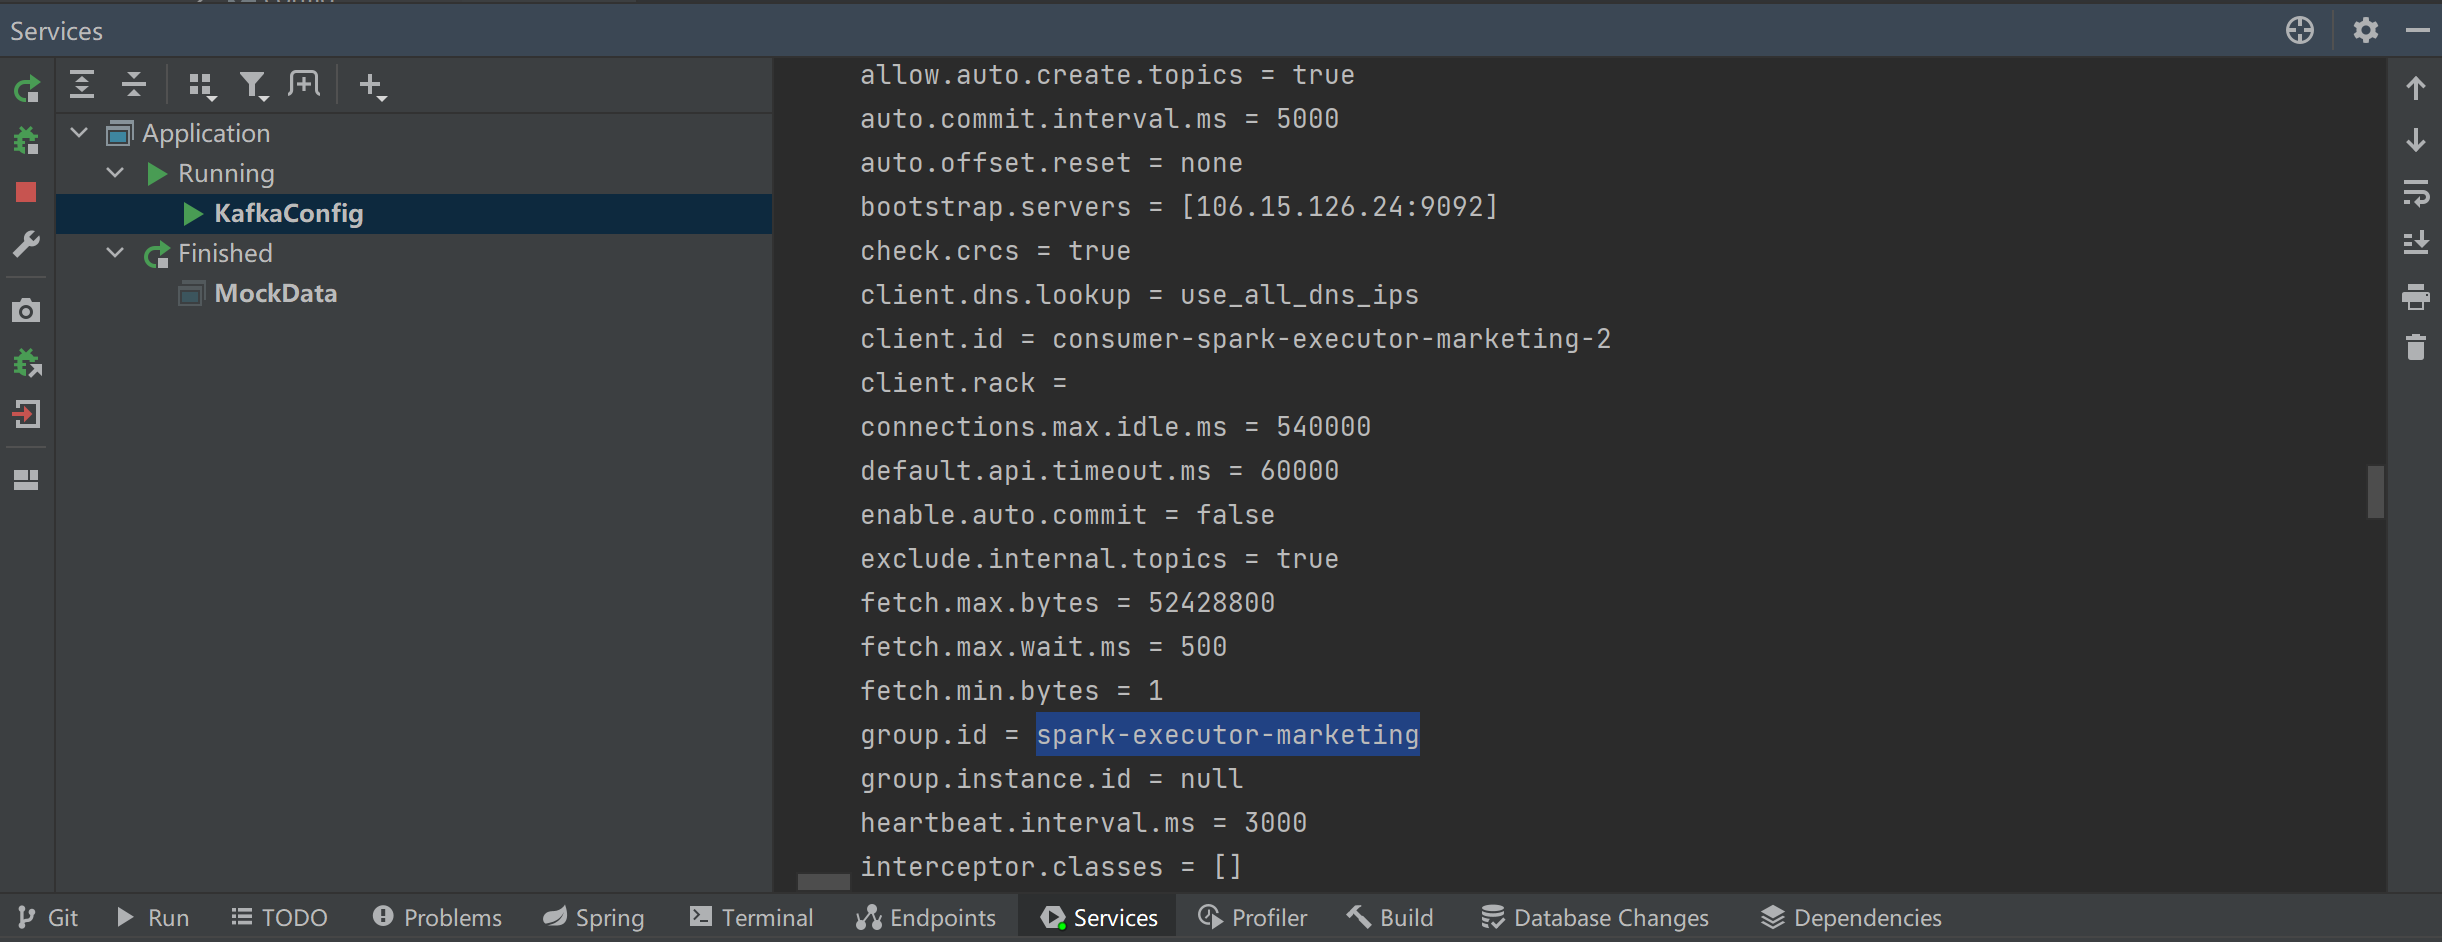 Services
Application
Running
KafkaConfig
Finished
MockData
allow.auto.create.topics = true
auto.commit.interval.ms = 5000
auto.offset.reset = none
bootstrap.servers = [106.15.126.24:9092]
check.crcs = true
client.dns.lookup = use_all_dns_ips
client.id = consumer-spark-executor-marketing-2
client.rack =
connections.max.idle.ms = 540000
default.api.timeout.ms = 60000
enable.auto.commit = false
exclude.internal.topics = true
fetch.max.bytes = 52428800
fetch.max.wait.ms = 500
fetch.min.bytes = 1
group.id = spark-executor-marketing
group.instance.id = null
heartbeat.interval.ms = 3000
interceptor.classes = []
Git Run TODO Problems Spring Terminal Endpoints Services Profiler Build Database Changes Dependencies